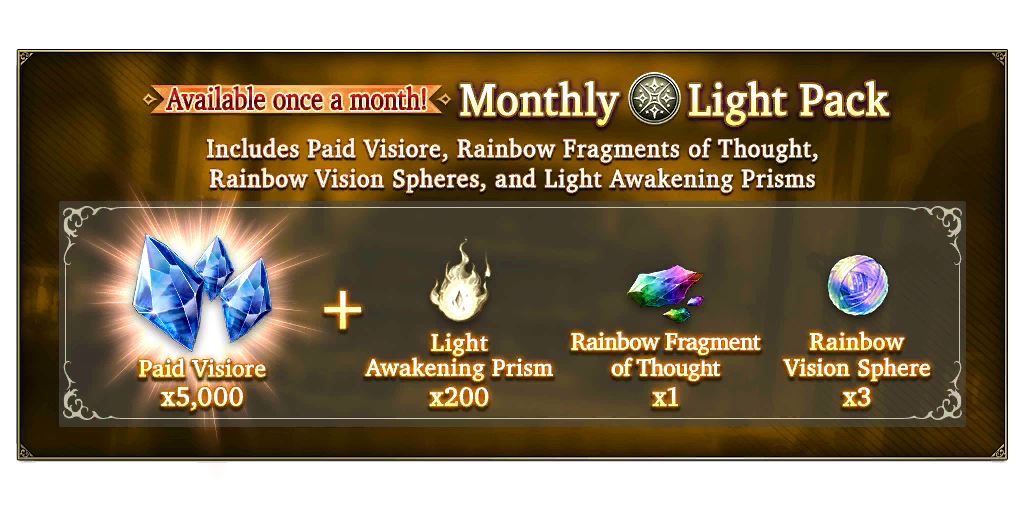 Available once a month!
Monthly Light Pack
Includes Paid Visiore, Rainbow Fragments of Thought,
Rainbow Vision Spheres, and Light Awakening Prisms
Paid Visiore
x5,000
+
Light
Awakening Prism
x200
Rainbow Fragment
of Thought
x1
Rainbow
Vision Sphere
x3